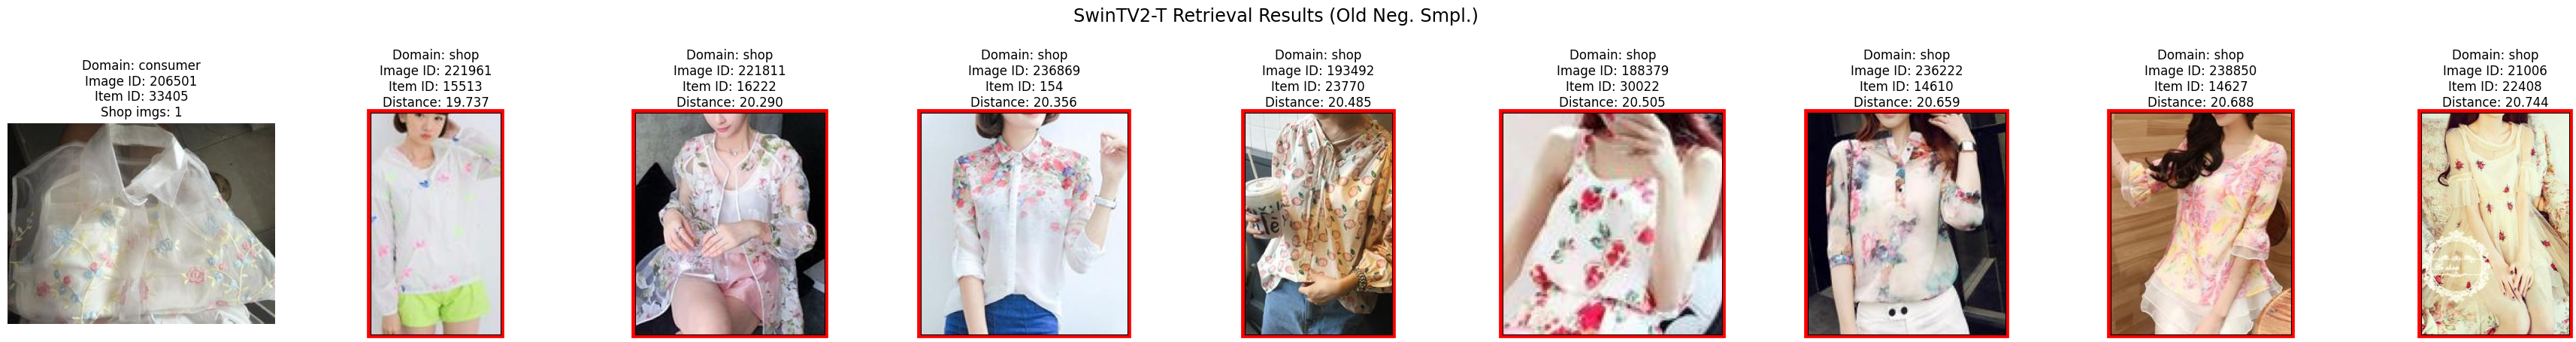 SwinTV2-T Retrieval Results (Old Neg. Smpl.)
Domain: consumer
Image ID: 206501
Item ID: 33405
Shop imgs: 1
Domain: shop
Image ID: 221961
Item ID: 15513
Distance: 19.737
Domain: shop
Image ID: 221811
Item ID: 16222
Distance: 20.290
Domain: shop
Image ID: 236869
Item ID: 154
Distance: 20.356
Domain: shop
Image ID: 193492
Item ID: 23770
Distance: 20.485
Domain: shop
Image ID: 188379
Item ID: 30022
Distance: 20.505
Domain: shop
Image ID: 236222
Item ID: 14610
Distance: 20.659
Domain: shop
Image ID: 238850
Item ID: 14627
Distance: 20.688
Domain: shop
Image ID: 21006
Item ID: 22408
Distance: 20.744